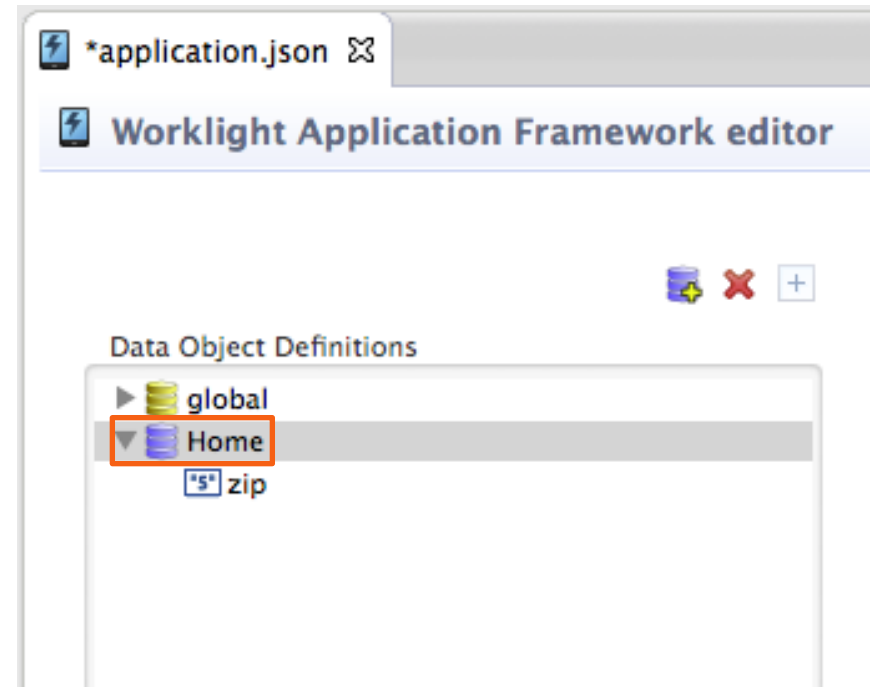 *application.json
Worklight Application Framework editor
Data Object Definitions
global
Home
"S" zip